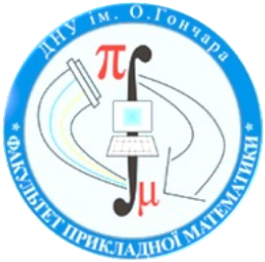 ДНУ ім. О.Гончара
π
μ
* ФАКУЛЬТЕТ ПРИКЛАДНОЇ МАТЕМАТИКИ *